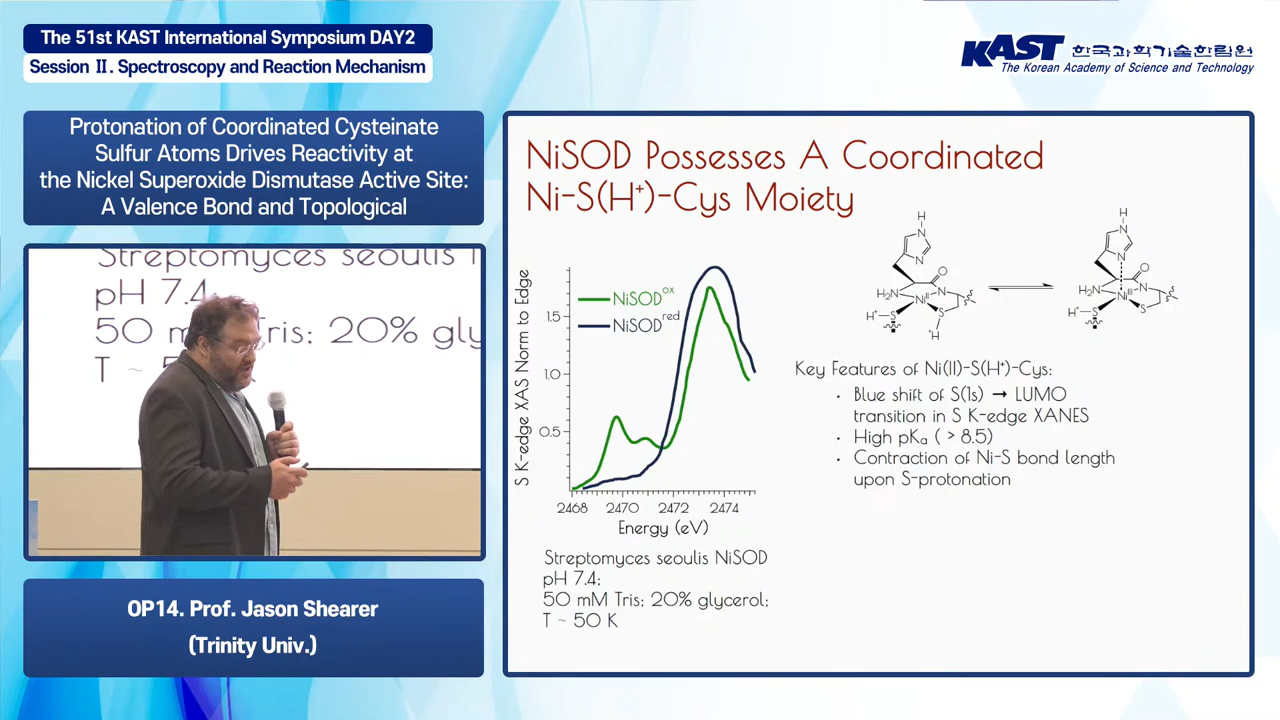 The 51st KAST International Symposium DAY2
Session Ⅱ. Spectroscopy and Reaction Mechanism
KAST 한국과학기술한림원
The Korean Academy of Science and Technology
Protonation of Coordinated Cysteinate
Sulfur Atoms Drives Reactivity at
the Nickel Superoxide Dismutase Active Site:
A Valence Bond and Topological
Streptomyces seoulis
pH 7.4;
50 m Tris; 20% gly
T ~ 5 K
OP14. Prof. Jason Shearer
(Trinity Univ.)
NiSOD Possesses A Coordinated
Ni-S(H⁺)-Cys Moiety
S K-edge XAS Norm to Edge
1.5
1.0
0.5
NiSODᵒˣ
NiSODʳᵉᵈ
2468 2470 2472 2474
Energy (eV)
Streptomyces seoulis NiSOD
pH 7.4;
50 mM Tris; 20% glycerol;
T ~ 50 K
H
N
N
O
H₂N
Niᴵᴵ
N
H⁺
S
S
⁺H
H
N
N
O
H₂N
Niᴵᴵᴵ
N
H⁺
S
S
Key Features of Ni(II)-S(H⁺)-Cys:
• Blue shift of S(1s) → LUMO
transition in S K-edge XANES
• High pKₐ ( > 8.5)
• Contraction of Ni-S bond length
upon S-protonation